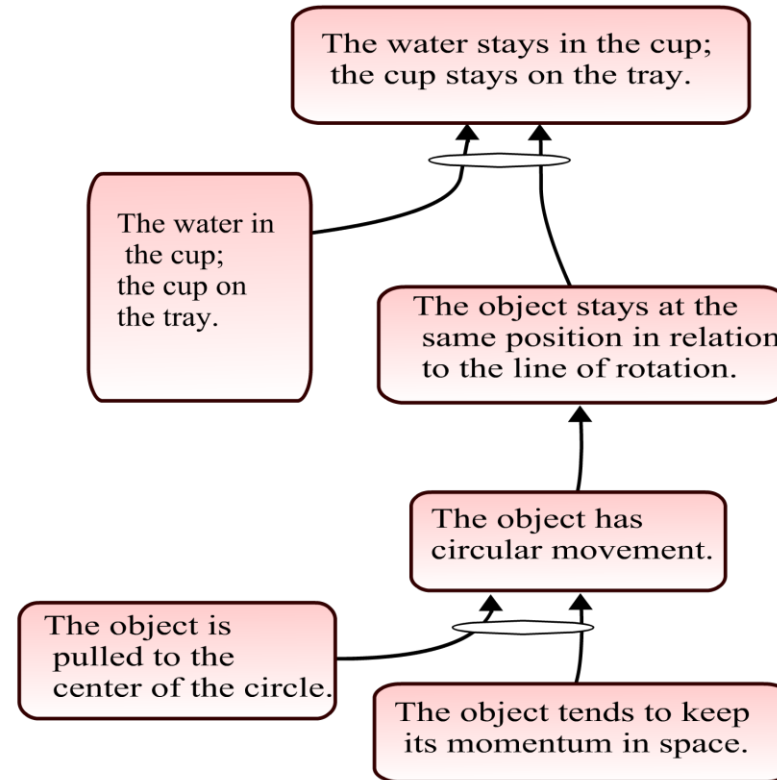 The water stays in the cup;
the cup stays on the tray.
The water in
the cup;
the cup on
the tray.
The object stays at the
same position in relation
to the line of rotation.
The object has
circular movement.
The object is
pulled to the
center of the circle.
The object tends to keep
its momentum in space.